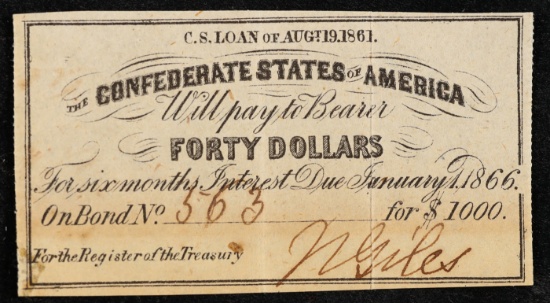 C.S. LOAN OF AUGT. 19. 1861.
THE CONFEDERATE STATES OF AMERICA
Will pay to Bearer
FORTY DOLLARS
For six months Interest Due January 1. 1866.
On Bond No. 563 for $1000.
For the Register of the Treasury N Giles